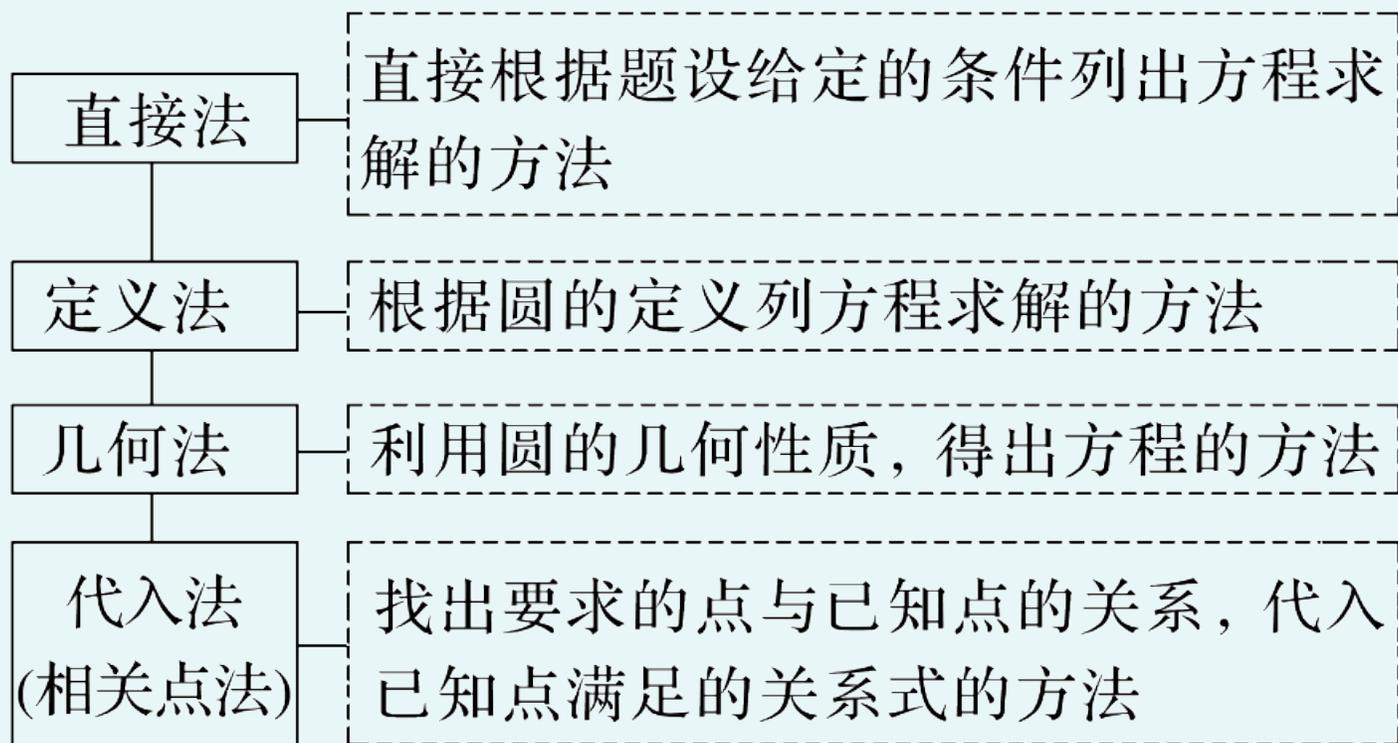 直接法
直接根据题设给定的条件列出方程求
解的方法
定义法
根据圆的定义列方程求解的方法
几何法
利用圆的几何性质，得出方程的方法
代入法
(相关点法)
找出要求的点与已知点的关系，代入
已知点满足的关系式的方法